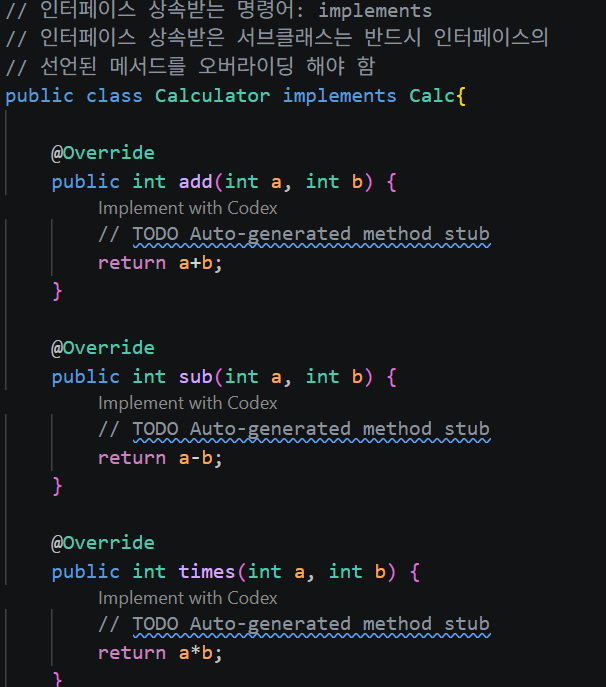 // 인터페이스 상속받는 명령어: implements
// 인터페이스 상속받은 서브클래스는 반드시 인터페이스의
// 선언된 메서드를 오버라이딩 해야 함
public class Calculator implements Calc{
@Override
public int add(int a, int b) {
Implement with Codex
// TODO Auto-generated method stub
return a+b;
}
@Override
public int sub(int a, int b) {
Implement with Codex
// TODO Auto-generated method stub
return a-b;
}
@Override
public int times(int a, int b) {
Implement with Codex
// TODO Auto-generated method stub
return a*b;
}